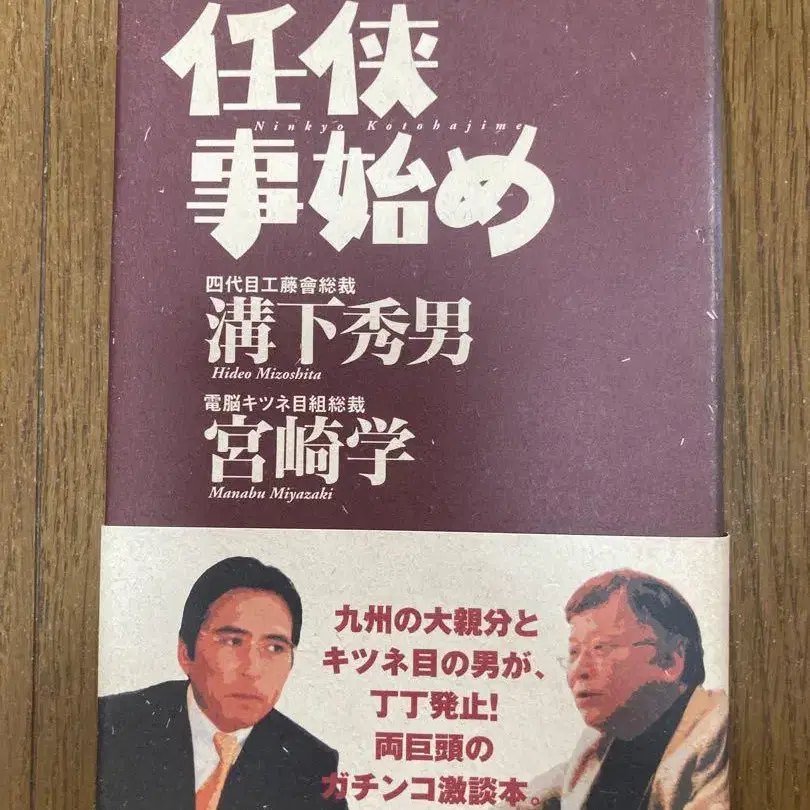 任侠
Ninkyo Kotohajime
事始め
四代目工藤會総裁
溝下秀男
Hideo Mizoshita
電脳キツネ目組総裁
宮崎学
Manabu Miyazaki
九州の大親分と
キツネ目の男が、
丁丁発止!
両巨頭の
ガチンコ激談本。